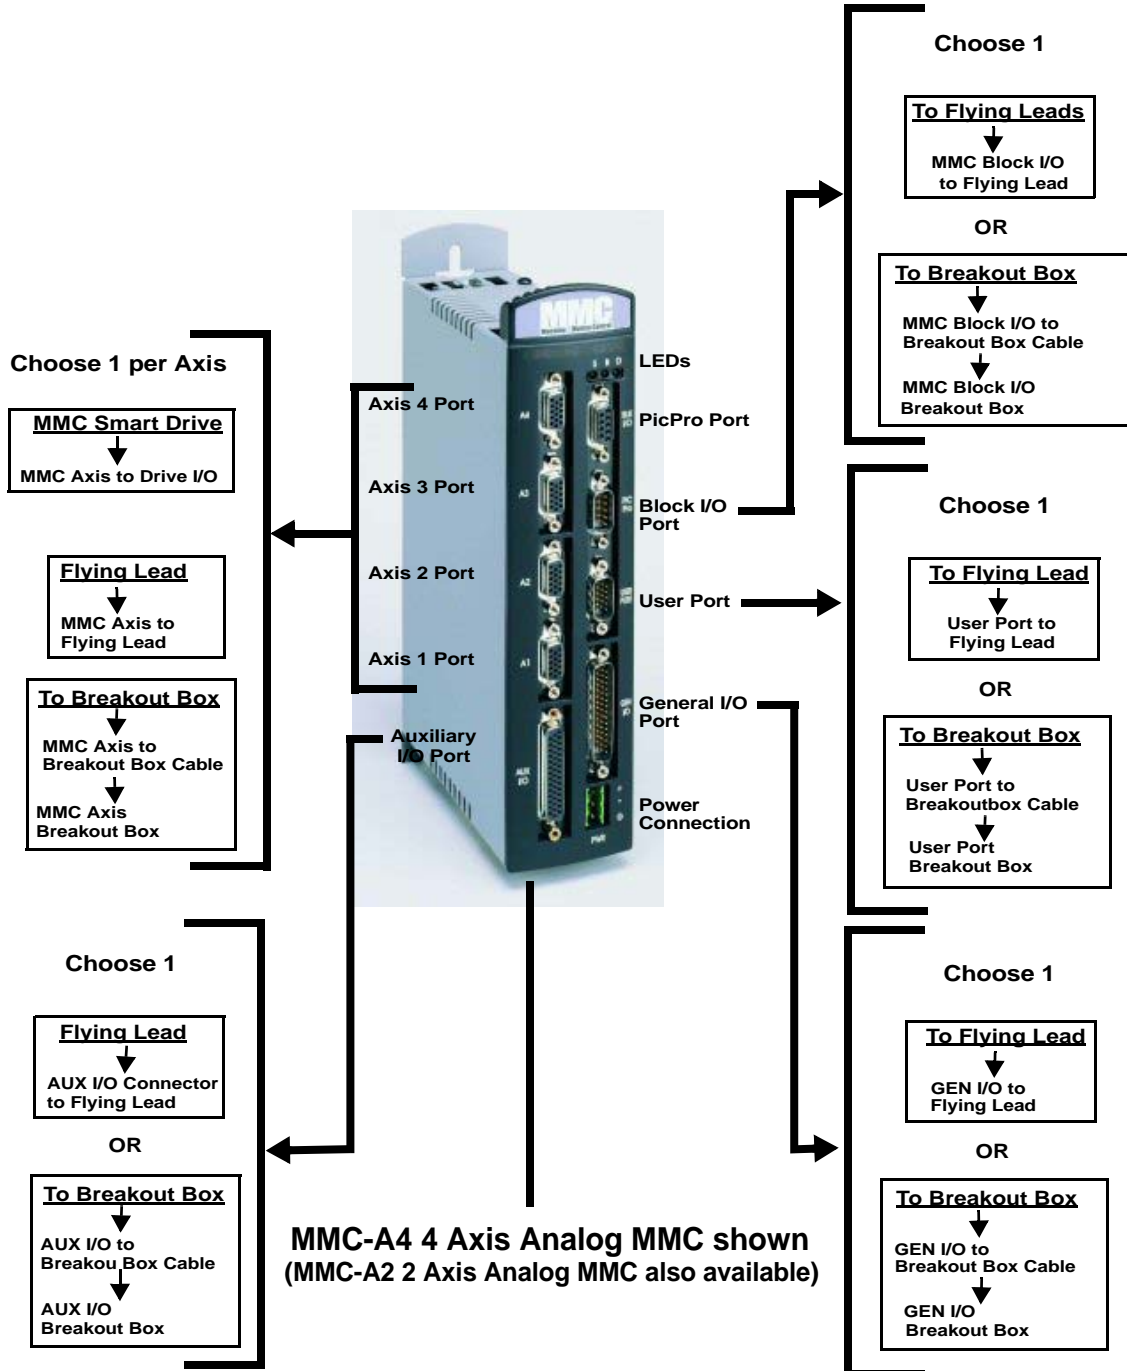 Choose 1
To Flying Leads
MMC Block I/O
to Flying Lead
OR
To Breakout Box
MMC Block I/O to
Breakout Box Cable
MMC Block I/O
Breakout Box
Choose 1 per Axis
MMC Smart Drive
MMC Axis to Drive I/O
Flying Lead
MMC Axis to
Flying Lead
To Breakout Box
MMC Axis to
Breakout Box Cable
MMC Axis
Breakout Box
Axis 4 Port
Axis 3 Port
Axis 2 Port
Axis 1 Port
Auxiliary
I/O Port
MMC
A4
A3
A2
A1
AUX
I/O
PWR
LEDs
PicPro Port
Block I/O
Port
User Port
General I/O
Port
Power
Connection
Choose 1
To Flying Lead
User Port to
Flying Lead
OR
To Breakout Box
User Port to
Breakoutbox Cable
User Port
Breakout Box
Choose 1
Flying Lead
AUX I/O Connector
to Flying Lead
OR
To Breakout Box
AUX I/O to
Breakou Box Cable
AUX I/O
Breakout Box
MMC-A4 4 Axis Analog MMC shown
(MMC-A2 2 Axis Analog MMC also available)
Choose 1
To Flying Lead
GEN I/O to
Flying Lead
OR
To Breakout Box
GEN I/O to
Breakout Box Cable
GEN I/O
Breakout Box